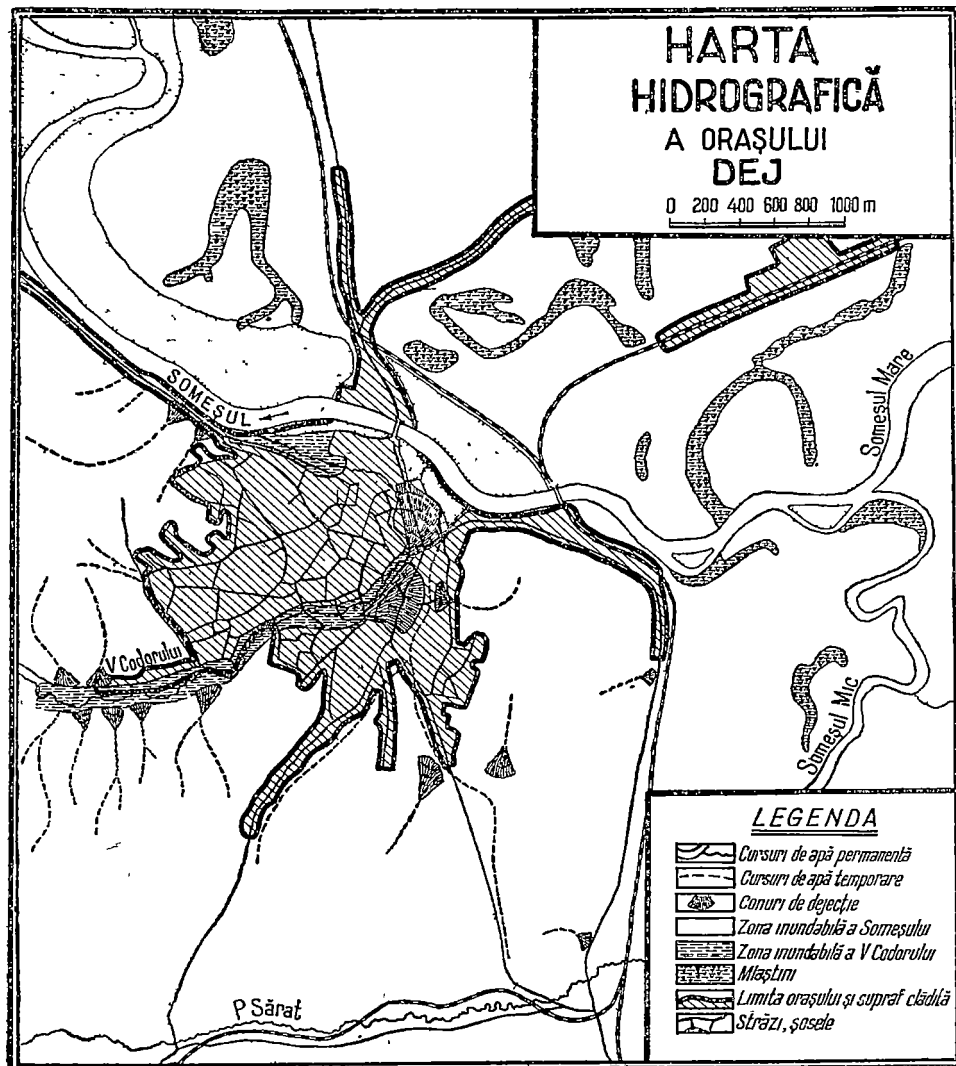 HARTA
HIDROGRAFICĂ
A ORAȘULUI
DEJ
0 200 400 600 800 1000 m
SOMEȘUL
Someșul Mare
V Codorului
Someșul Mic
P Sărat
LEGENDA
Cursuri de apă permanentă
Cursuri de apă temporare
Conuri de dejecție
Zona inundabilă a Someșului
Zona inundabilă a V Codorului
Mlaștini
Limita orașului și supraf clădită
Străzi, șosele